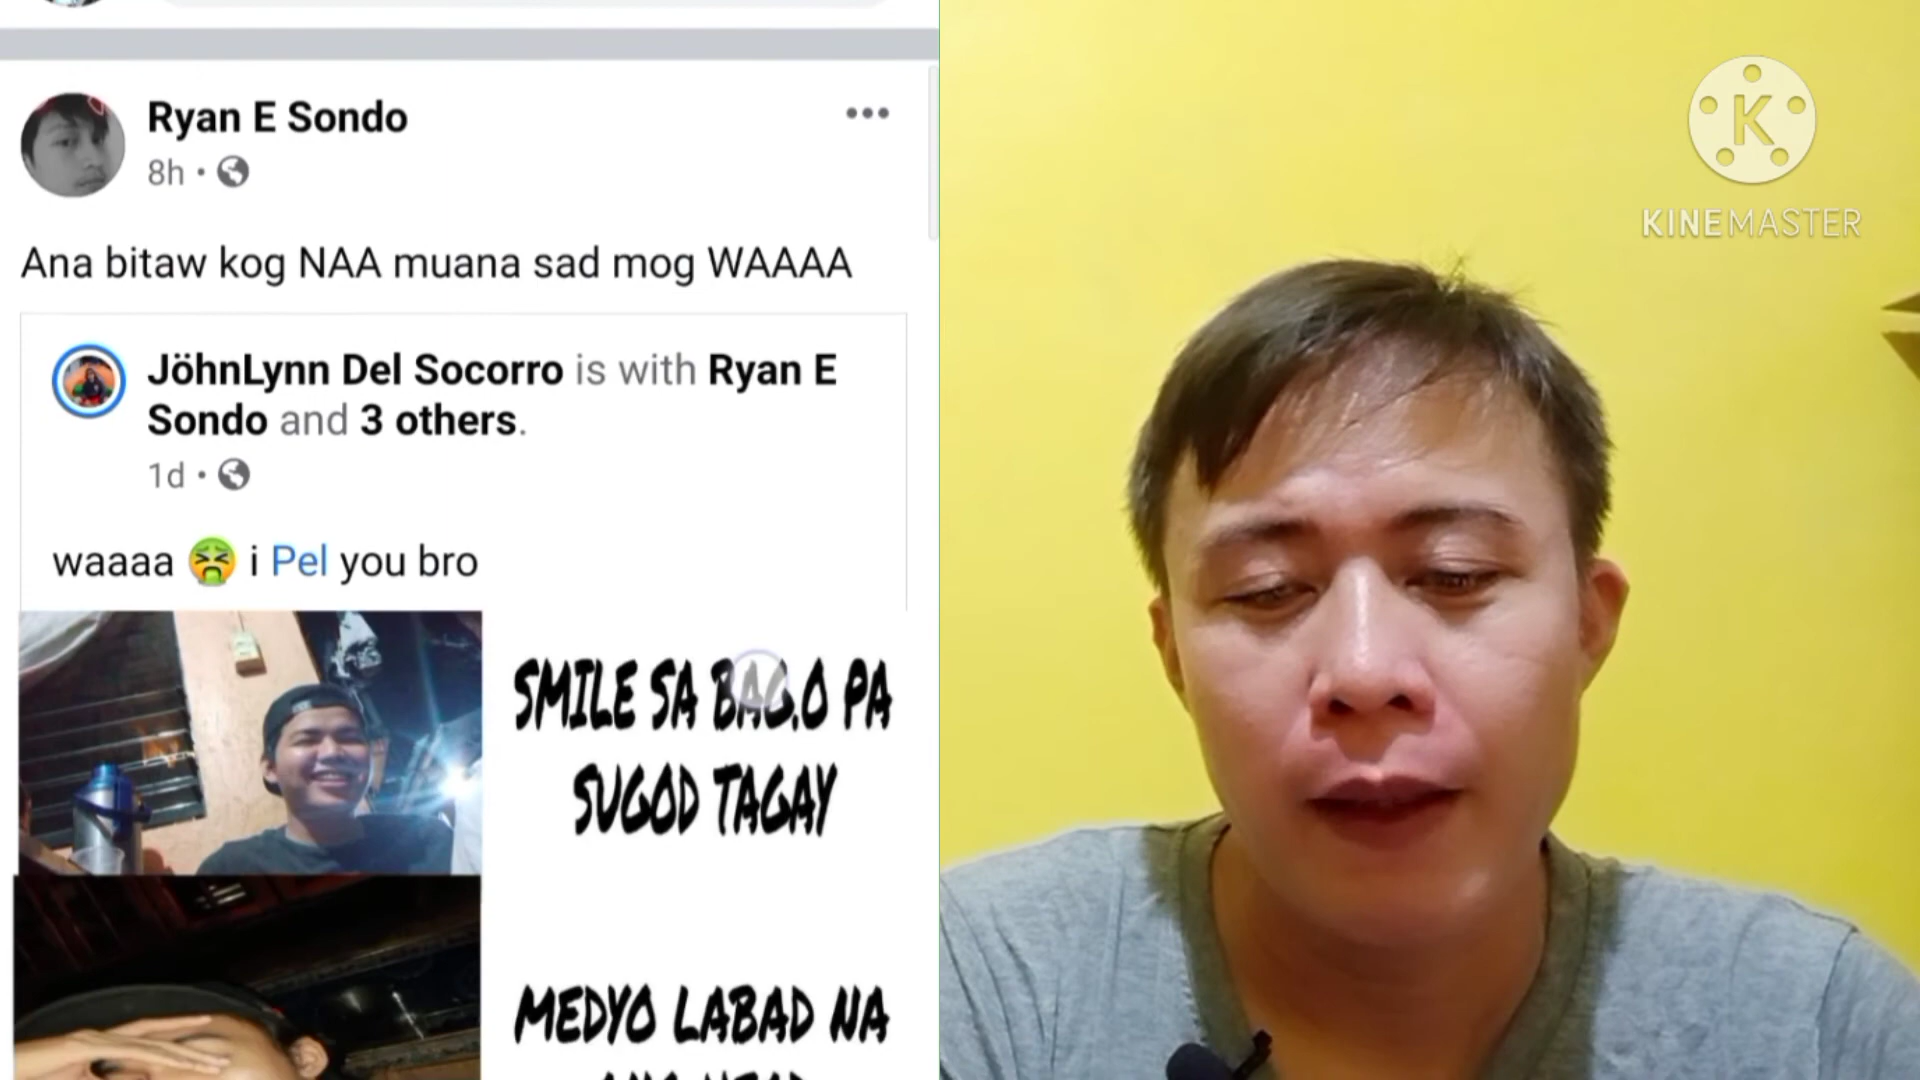 Ryan E Sondo
8h
Ana bitaw kog NAA muana sad mog WAAAA
JöhnLynn Del Socorro is with Ryan E
Sondo and 3 others.
1d
waaaa 🤮 i Pel you bro
SMILE SA BAG.O PA
SUGOD TAGAY
MEDYO LABAD NA
K
KINEMASTER